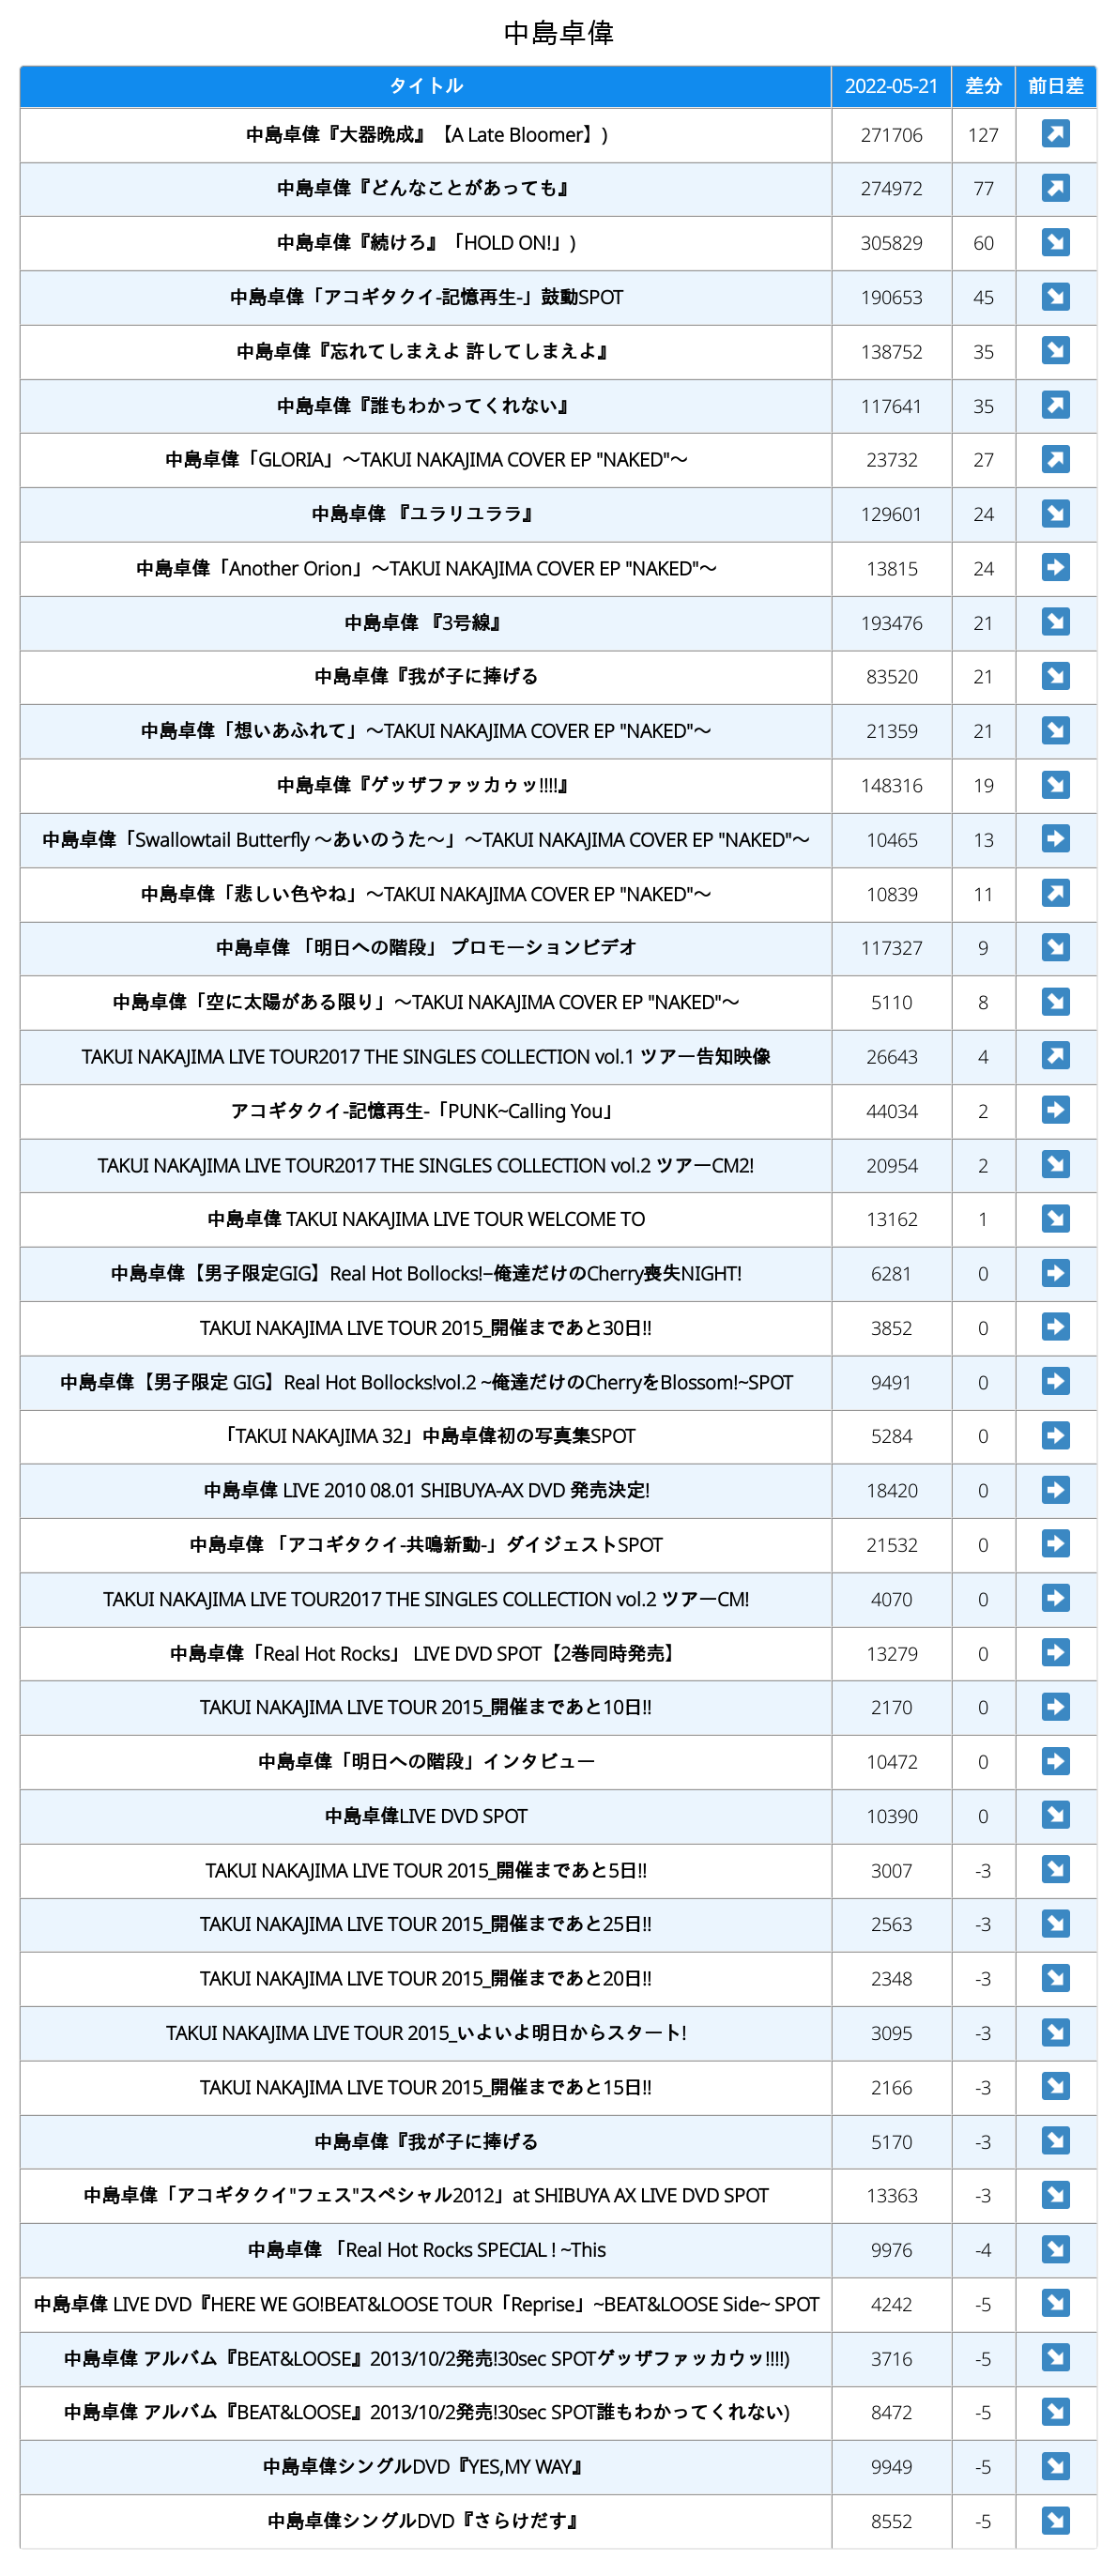 中島卓偉
タイトル 2022-05-21 差分 前日差
中島卓偉『大器晩成』【A Late Bloomer】) 271706 127 ↗
中島卓偉『どんなことがあっても』 274972 77 ↗
中島卓偉『続けろ』「HOLD ON!」) 305829 60 ↘
中島卓偉「アコギタクイ-記憶再生-」鼓動SPOT 190653 45 ↘
中島卓偉『忘れてしまえよ 許してしまえよ』 138752 35 ↘
中島卓偉『誰もわかってくれない』 117641 35 ↗
中島卓偉「GLORIA」〜TAKUI NAKAJIMA COVER EP "NAKED"〜 23732 27 ↗
中島卓偉 『ユラリユララ』 129601 24 ↘
中島卓偉「Another Orion」〜TAKUI NAKAJIMA COVER EP "NAKED"〜 13815 24 ➡
中島卓偉 『3号線』 193476 21 ↘
中島卓偉『我が子に捧げる 83520 21 ↘
中島卓偉「想いあふれて」〜TAKUI NAKAJIMA COVER EP "NAKED"〜 21359 21 ↘
中島卓偉『ゲッザファッカゥッ!!!!』 148316 19 ↘
中島卓偉「Swallowtail Butterfly 〜あいのうた〜」〜TAKUI NAKAJIMA COVER EP "NAKED"〜 10465 13 ➡
中島卓偉「悲しい色やね」〜TAKUI NAKAJIMA COVER EP "NAKED"〜 10839 11 ↗
中島卓偉 「明日への階段」 プロモーションビデオ 117327 9 ↘
中島卓偉「空に太陽がある限り」〜TAKUI NAKAJIMA COVER EP "NAKED"〜 5110 8 ↘
TAKUI NAKAJIMA LIVE TOUR2017 THE SINGLES COLLECTION vol.1 ツアー告知映像 26643 4 ↗
アコギタクイ-記憶再生-「PUNK~Calling You」 44034 2 ➡
TAKUI NAKAJIMA LIVE TOUR2017 THE SINGLES COLLECTION vol.2 ツアーCM2! 20954 2 ↘
中島卓偉 TAKUI NAKAJIMA LIVE TOUR WELCOME TO 13162 1 ↘
中島卓偉【男子限定GIG】Real Hot Bollocks!−俺達だけのCherry喪失NIGHT! 6281 0 ➡
TAKUI NAKAJIMA LIVE TOUR 2015_開催まであと30日!! 3852 0 ➡
中島卓偉【男子限定 GIG】Real Hot Bollocks!vol.2 ~俺達だけのCherryをBlossom!~SPOT 9491 0 ➡
「TAKUI NAKAJIMA 32」中島卓偉初の写真集SPOT 5284 0 ➡
中島卓偉 LIVE 2010 08.01 SHIBUYA-AX DVD 発売決定! 18420 0 ➡
中島卓偉 「アコギタクイ-共鳴新動-」ダイジェストSPOT 21532 0 ➡
TAKUI NAKAJIMA LIVE TOUR2017 THE SINGLES COLLECTION vol.2 ツアーCM! 4070 0 ➡
中島卓偉「Real Hot Rocks」 LIVE DVD SPOT【2巻同時発売】 13279 0 ➡
TAKUI NAKAJIMA LIVE TOUR 2015_開催まであと10日!! 2170 0 ➡
中島卓偉「明日への階段」インタビュー 10472 0 ➡
中島卓偉LIVE DVD SPOT 10390 0 ↘
TAKUI NAKAJIMA LIVE TOUR 2015_開催まであと5日!! 3007 -3 ↘
TAKUI NAKAJIMA LIVE TOUR 2015_開催まであと25日!! 2563 -3 ↘
TAKUI NAKAJIMA LIVE TOUR 2015_開催まであと20日!! 2348 -3 ↘
TAKUI NAKAJIMA LIVE TOUR 2015_いよいよ明日からスタート! 3095 -3 ↘
TAKUI NAKAJIMA LIVE TOUR 2015_開催まであと15日!! 2166 -3 ↘
中島卓偉『我が子に捧げる 5170 -3 ↘
中島卓偉「アコギタクイ"フェス"スペシャル2012」at SHIBUYA AX LIVE DVD SPOT 13363 -3 ↘
中島卓偉 「Real Hot Rocks SPECIAL ! ~This 9976 -4 ↘
中島卓偉 LIVE DVD『HERE WE GO!BEAT&LOOSE TOUR「Reprise」~BEAT&LOOSE Side~ SPOT 4242 -5 ↘
中島卓偉 アルバム『BEAT&LOOSE』2013/10/2発売!30sec SPOTゲッザファッカウッ!!!!) 3716 -5 ↘
中島卓偉 アルバム『BEAT&LOOSE』2013/10/2発売!30sec SPOT誰もわかってくれない) 8472 -5 ↘
中島卓偉シングルDVD『YES,MY WAY』 9949 -5 ↘
中島卓偉シングルDVD『さらけだす』 8552 -5 ↘